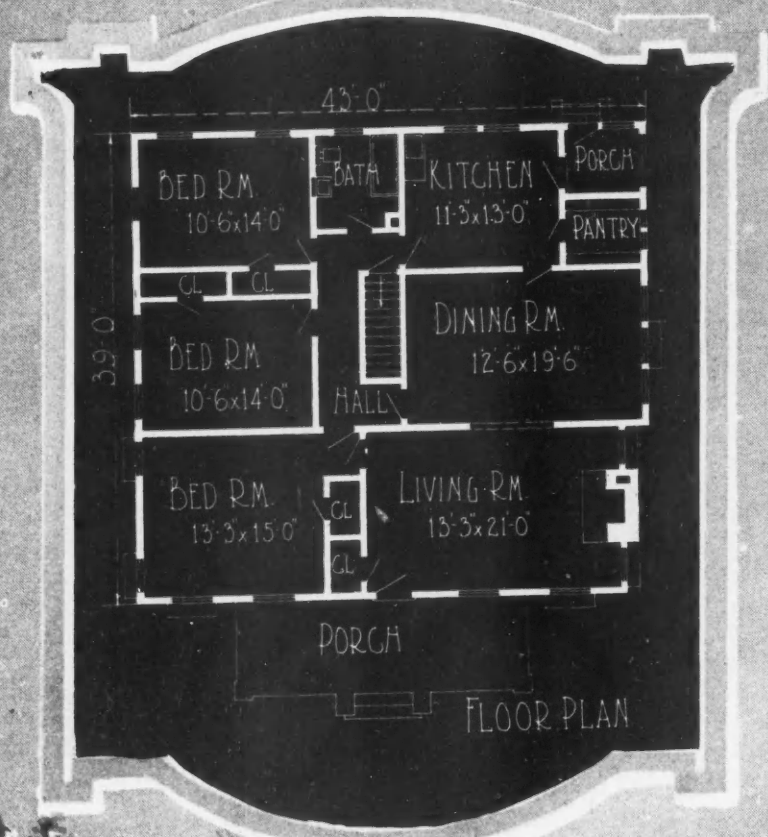 43'-0"
39'-0"
BED RM.
10'-6"x14'-0"
BATH
KITCHEN
11'-3"x13'-0"
PORCH
PANTRY
CL
CL
BED RM
10'-6"x14'-0"
HALL
DINING RM.
12'-6"x19'-6"
BED RM.
13'-3"x15'-0"
CL
CL
LIVING-RM.
13'-3"x21'-0"
PORCH
FLOOR PLAN